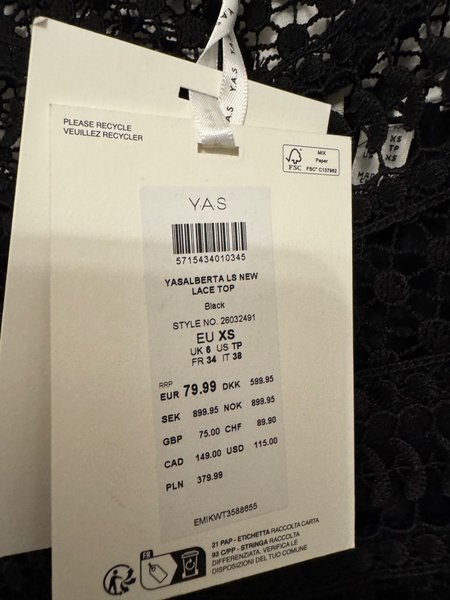 Y.A.S
Y.A.S
Y.A.S
PLEASE RECYCLE
VEUILLEZ RECYCLER
FSC
MIX
Paper
FSC® C137982
XS
TP
XS
Y.A.S
5715434010345
YASALBERTA LS NEW
LACE TOP
Black
STYLE NO. 26032491
EU XS
UK 6 US TP
FR 34 IT 38
RRP
EUR 79.99 DKK 599.95
SEK 899.95 NOK 899.95
GBP 75.00 CHF 89.90
CAD 149.00 USD 115.00
PLN 379.99
EMIKWT3588655
FR
21 PAP - ETICHETTA RACCOLTA CARTA
93 C/PP - STRINGA RACCOLTA
DIFFERENZIATA. VERIFICA LE
DISPOSIZIONI DEL TUO COMUNE